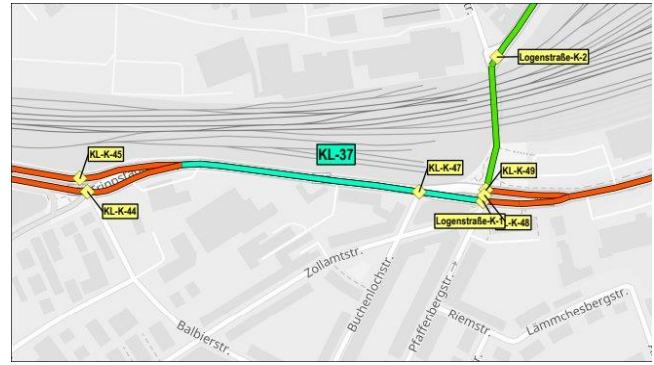 Logenstraße-K-2
KL-37
KL-K-45
KL-K-47
KL-K-49
KL-K-44
Logenstraße-K-1
KL-K-48
Zollamtstr.
Buchenlochstr.
Pfaffenbergstr.
Riemstr.
Lämmchesbergstr.
Balbierstr.